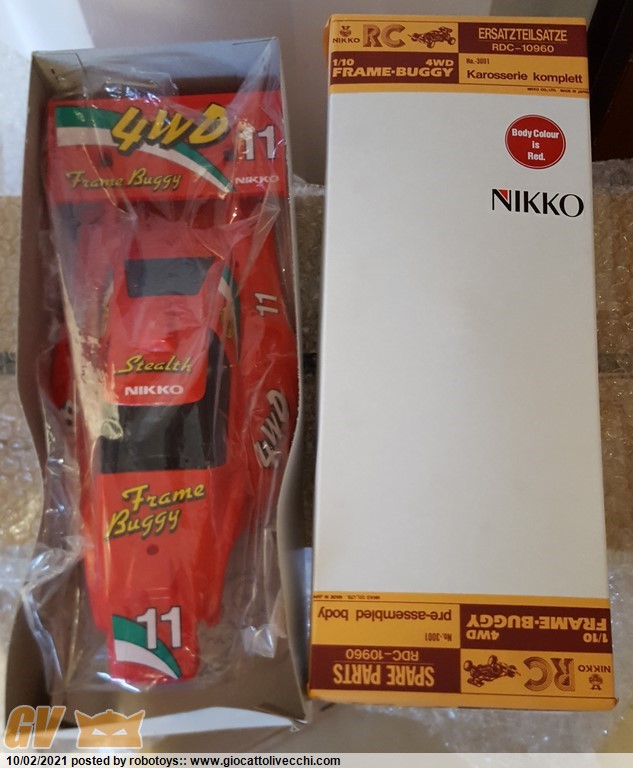 4WD
11
Frame Buggy
NIKKO
11
Stealth
NIKKO
4WD
Frame
Buggy
11
NIKKO
RC
ERSATZTEILSÄTZE
RDC-10960
1/10
4WD
FRAME·BUGGY
No.-3001
Karosserie komplett
Body Colour
is
Red.
NIKKO
SPARE PARTS
RDC-10960
NIKKO
RC
1/10
4WD
FRAME·BUGGY
No.-3001
pre-assembled body
GV
10/02/2021 posted by robotoys:: www.giocattolivecchi.com